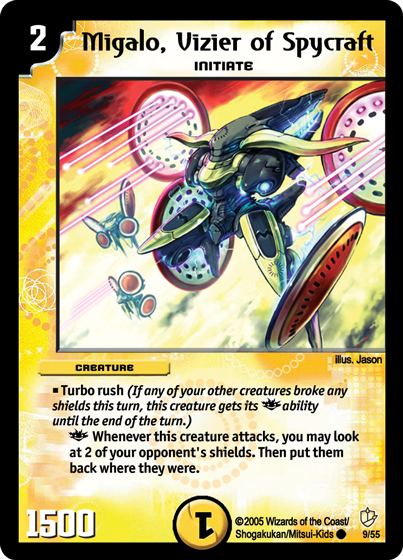 2
Migalo, Vizier of Spycraft
INITIATE
illus. Jason
CREATURE
▪ Turbo rush (If any of your other creatures broke any
shields this turn, this creature gets its ability
until the end of the turn.)
Whenever this creature attacks, you may look
at 2 of your opponent's shields. Then put them
back where they were.
1500
©2005 Wizards of the Coast/
Shogakukan/Mitsui-Kids ● 9/55